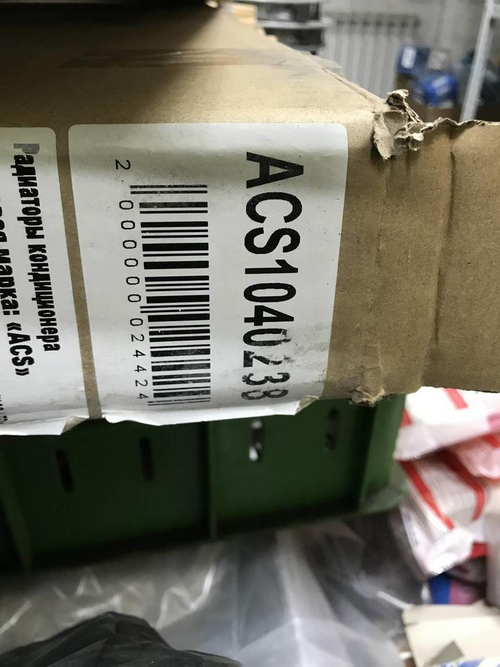 ACS1040238
2 000000 024424
Радиаторы кондиционера
марка: «ACS»